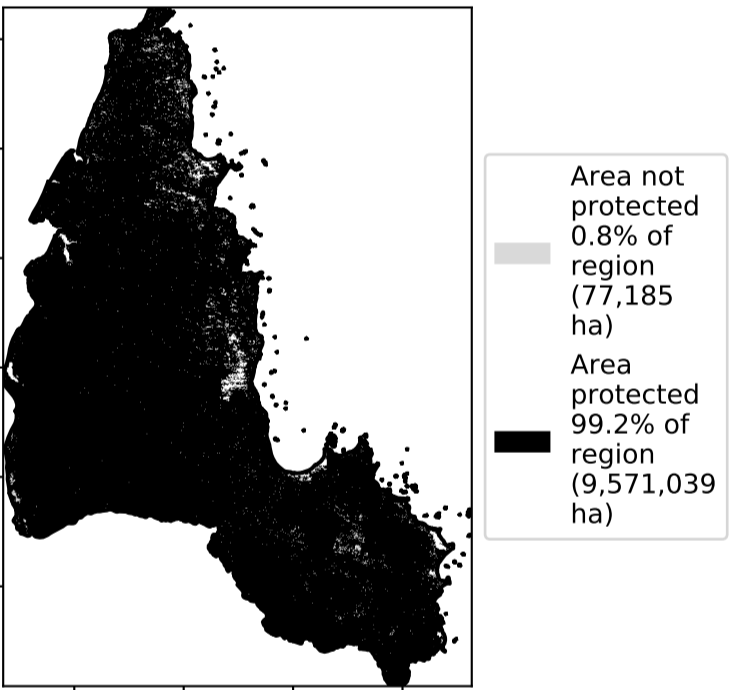 Area not
protected
0.8% of
region
(77,185
ha)
Area
protected
99.2% of
region
(9,571,039
ha)